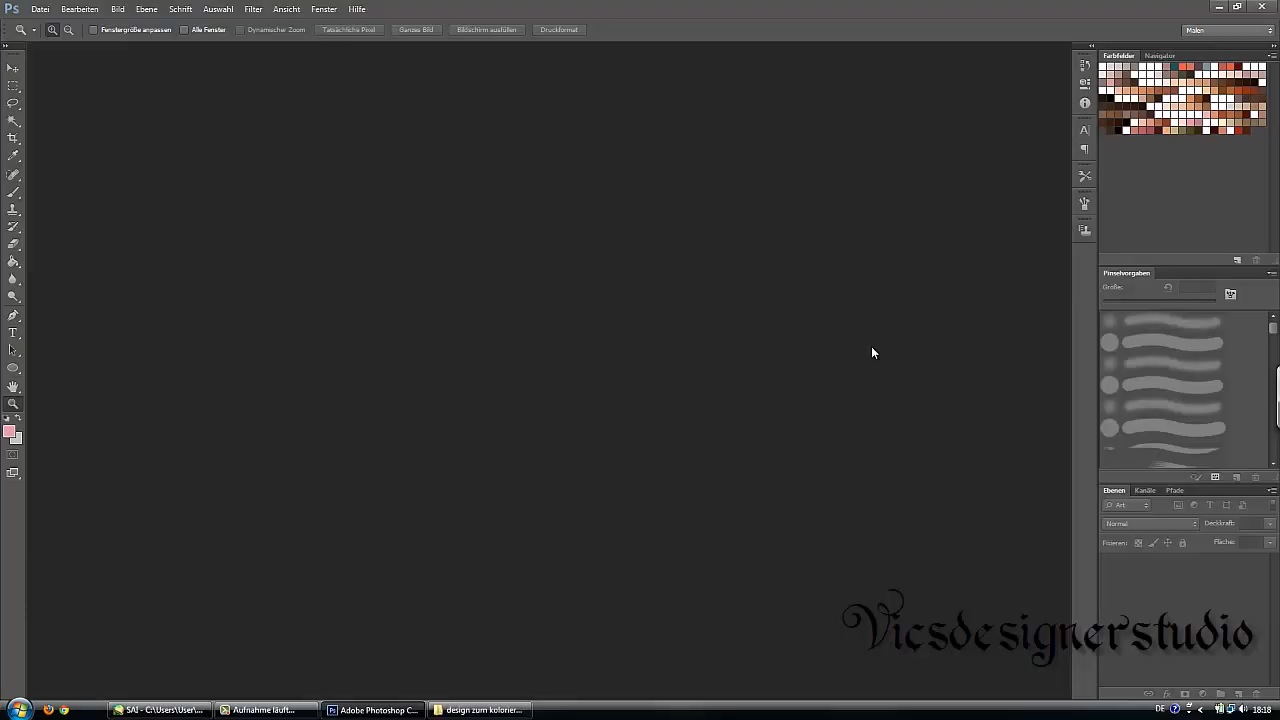 Ps Datei Bearbeiten Bild Ebene Schrift Auswahl Filter Ansicht Fenster Hilfe
Fenstergröße anpassen Alle Fenster Dynamischer Zoom Tatsächliche Pixel Ganzes Bild Bildschirm ausfüllen Druckformat Malen
Farbfelder Navigator
Pinselvorgaben
Größe:
Ebenen Kanäle Pfade
Art
Normal Deckkraft:
Fixieren: Fläche:
Vicsdesignerstudio
SAI - C:\Users\User\... Aufnahme läuft... Adobe Photoshop C... design zum kolorier... DE 18:18